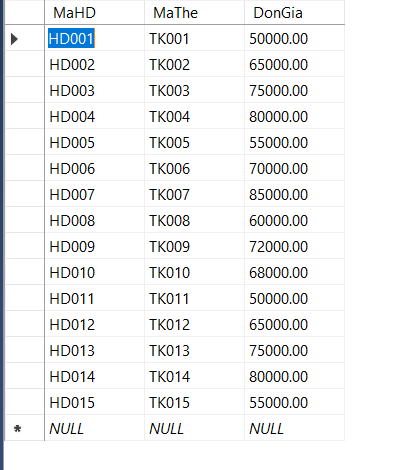 MaHD MaThe DonGia
HD001 TK001 50000.00
HD002 TK002 65000.00
HD003 TK003 75000.00
HD004 TK004 80000.00
HD005 TK005 55000.00
HD006 TK006 70000.00
HD007 TK007 85000.00
HD008 TK008 60000.00
HD009 TK009 72000.00
HD010 TK010 68000.00
HD011 TK011 50000.00
HD012 TK012 65000.00
HD013 TK013 75000.00
HD014 TK014 80000.00
HD015 TK015 55000.00
* NULL NULL NULL